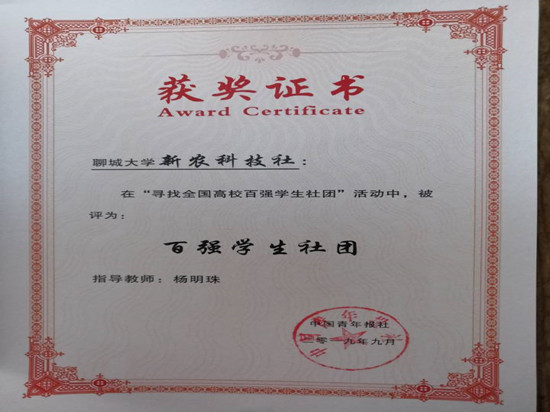 获奖证书
Award Certificate
聊城大学新农科技社：
在“寻找全国高校百强学生社团”活动中，被
评为：
百强学生社团
指导教师：杨明珠
中国青年报社
二零一九年九月